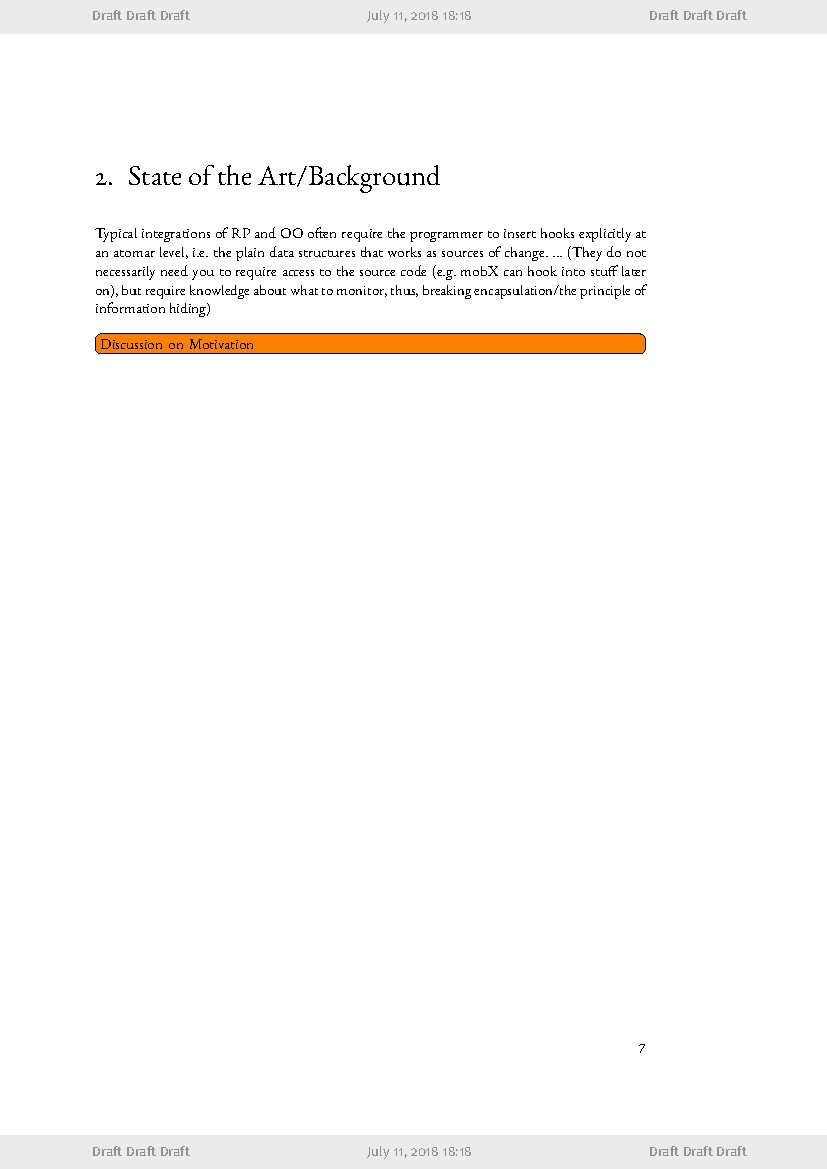 Draft Draft Draft July 11, 2018 18:18 Draft Draft Draft
2. State of the Art/Background
Typical integrations of RP and OO often require the programmer to insert hooks explicitly at
an atomar level, i.e. the plain data structures that works as sources of change. ... (They do not
necessarily need you to require access to the source code (e.g. mobX can hook into stuff later
on), but require knowledge about what to monitor, thus, breaking encapsulation/the principle of
information hiding)
Discussion on Motivation
7
Draft Draft Draft July 11, 2018 18:18 Draft Draft Draft